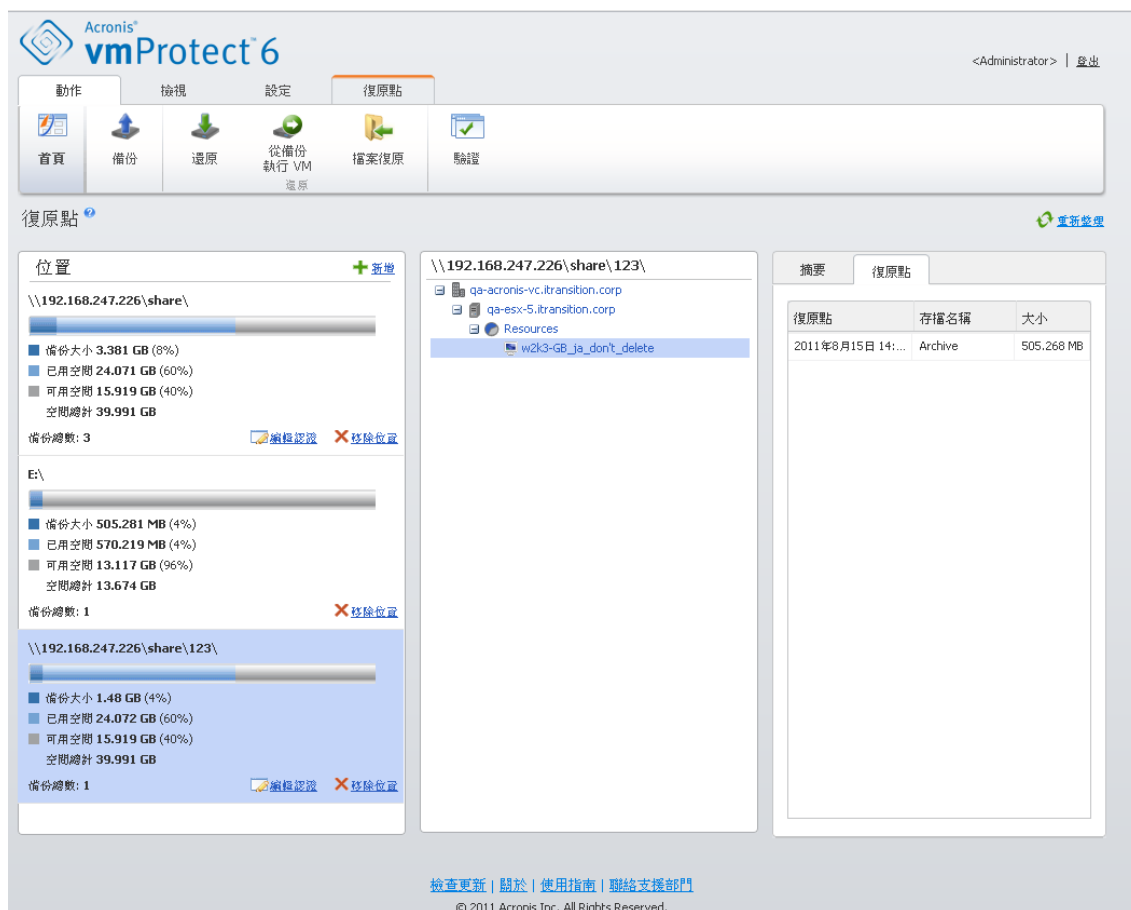 Acronis®
vmProtect™ 6
<Administrator> | 登出
動作 檢視 設定 復原點
首頁 備份 還原 從備份 執行 VM 檔案復原 驗證
還原
復原點 ?
重新整理
位置 新增
\\192.168.247.226\share\
備份大小 3.381 GB (8%)
已用空間 24.071 GB (60%)
可用空間 15.919 GB (40%)
空間總計 39.991 GB
備份總數: 3 編輯認證 移除位置
E:\
備份大小 505.281 MB (4%)
已用空間 570.219 MB (4%)
可用空間 13.117 GB (96%)
空間總計 13.674 GB
備份總數: 1 移除位置
\\192.168.247.226\share\123\
備份大小 1.48 GB (4%)
已用空間 24.072 GB (60%)
可用空間 15.919 GB (40%)
空間總計 39.991 GB
備份總數: 1 編輯認證 移除位置
\\192.168.247.226\share\123\
qa-acronis-vc.itransition.corp
qa-esx-5.itransition.corp
Resources
w2k3-GB_ja_don't_delete
摘要 復原點
復原點 存檔名稱 大小
2011年8月15日 14:... Archive 505.268 MB
檢查更新 | 關於 | 使用指南 | 聯絡支援部門
© 2011 Acronis Inc. All Rights Reserved.